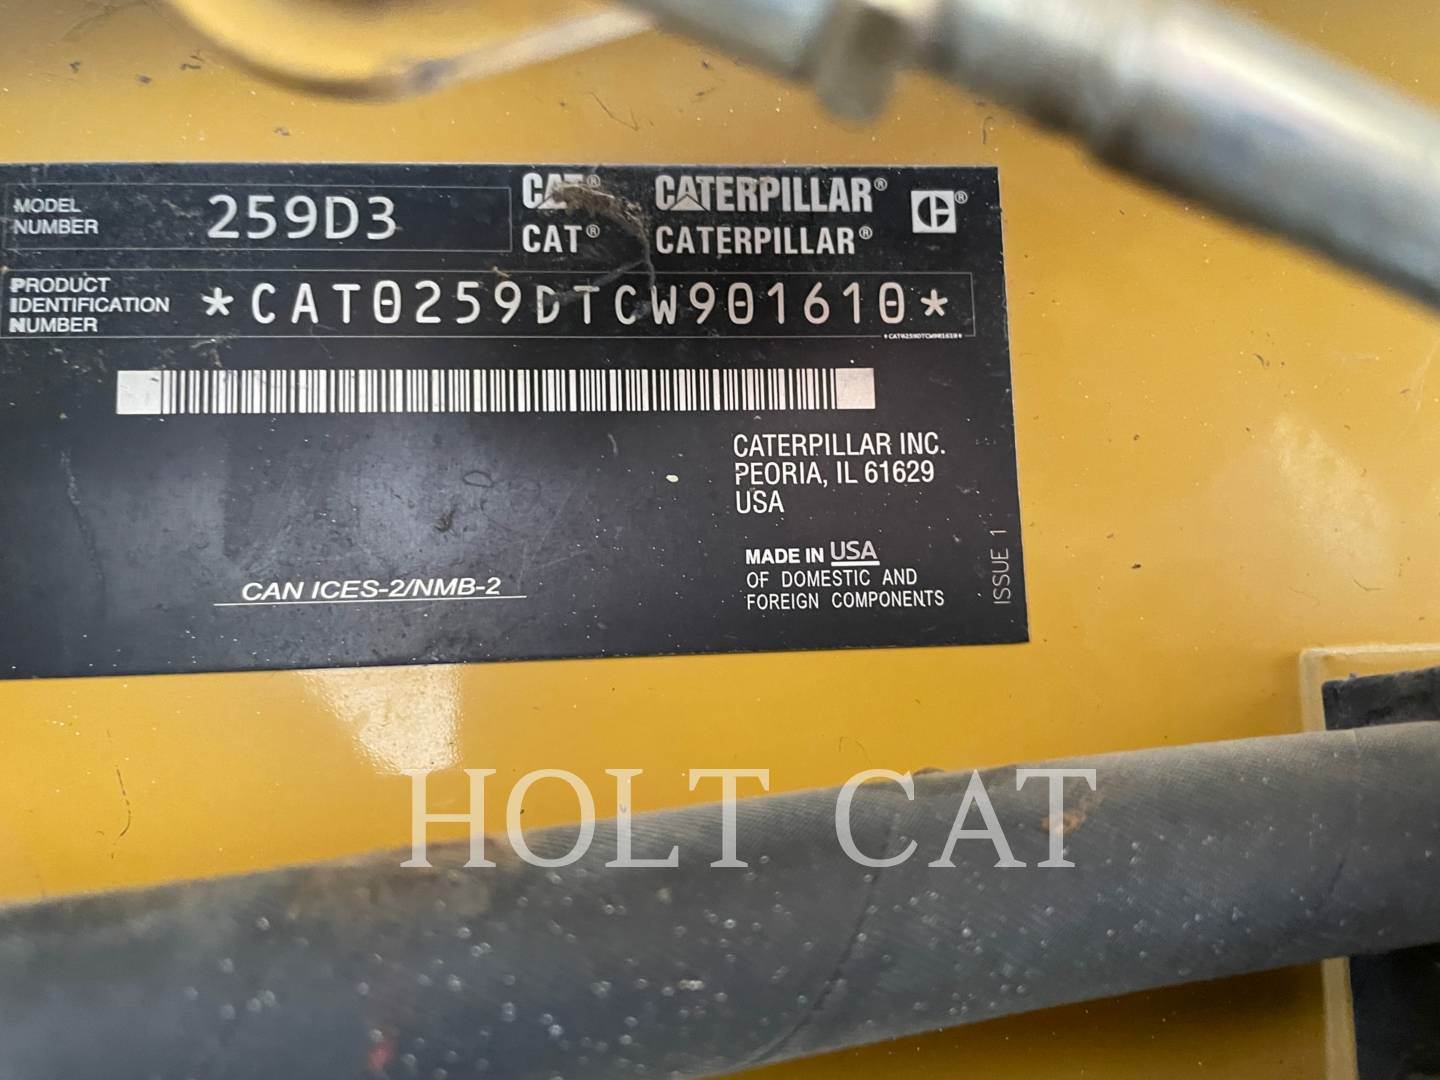 MODEL NUMBER 259D3
CAT® CATERPILLAR® ®
CAT® CATERPILLAR®
PRODUCT IDENTIFICATION NUMBER *CAT0259DTCW901610*
*CAT0259DTCW901610*
CATERPILLAR INC.
PEORIA, IL 61629
USA
MADE IN USA
OF DOMESTIC AND
FOREIGN COMPONENTS
CAN ICES-2/NMB-2
ISSUE 1
HOLT CAT